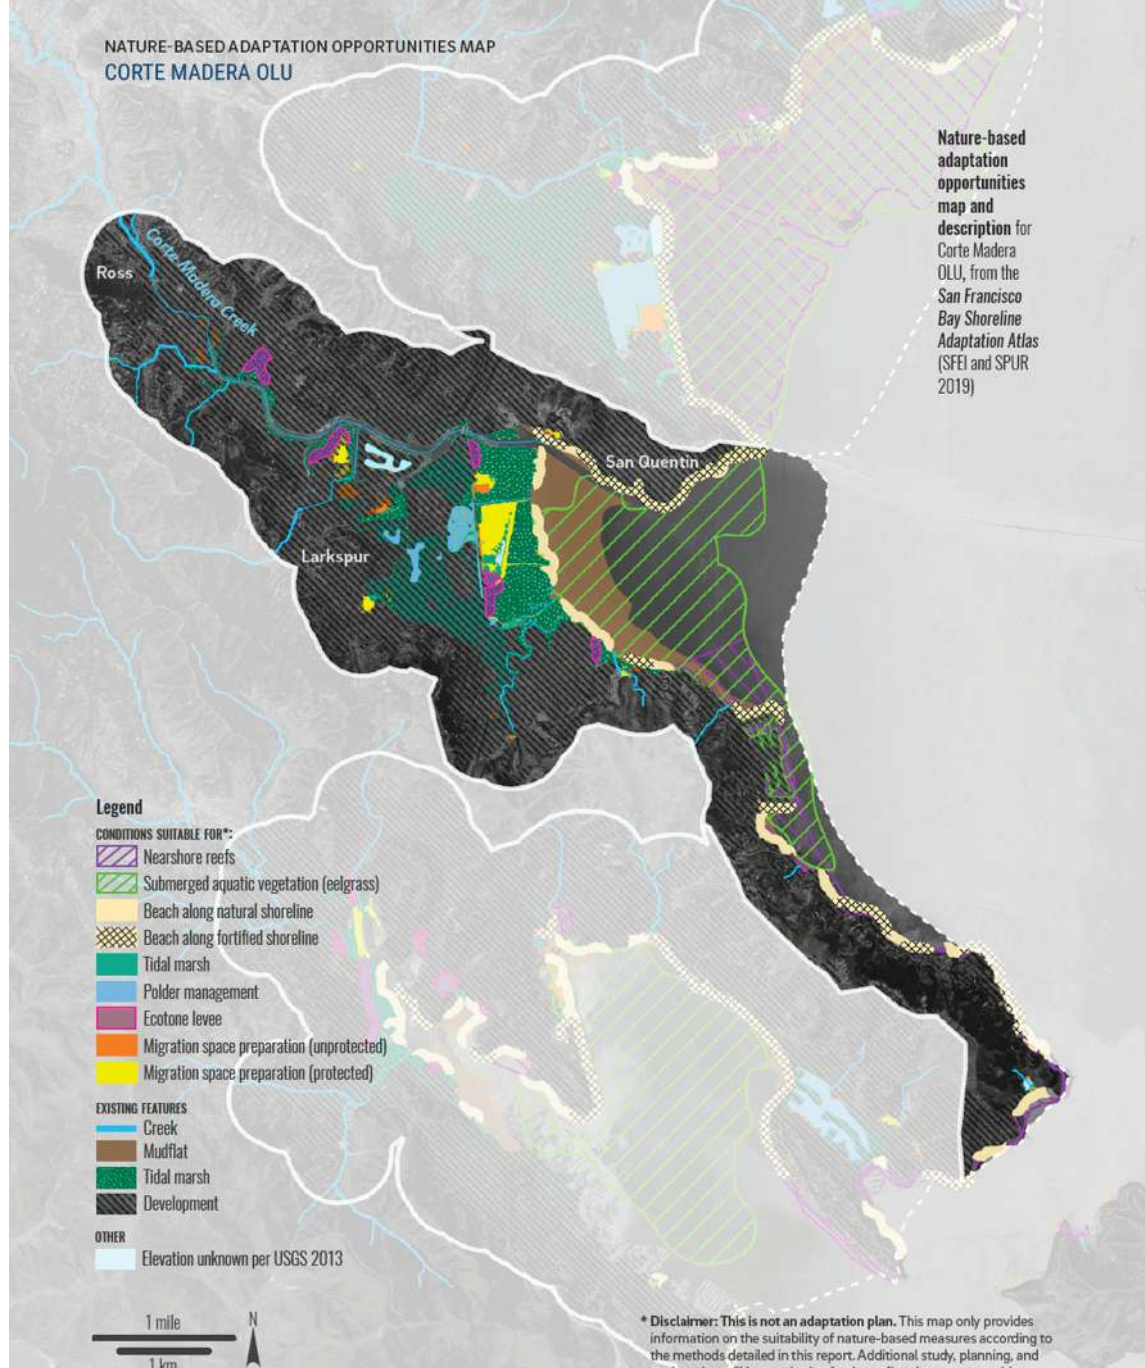 NATURE-BASED ADAPTATION OPPORTUNITIES MAP
CORTE MADERA OLU
Nature-based
adaptation
opportunities
map and
description for
Corte Madera
OLU, from the
San Francisco
Bay Shoreline
Adaptation Atlas
(SFEI and SPUR
2019)
Ross
Corte Madera Creek
San Quentin
Larkspur
Legend
CONDITIONS SUITABLE FOR*:
Nearshore reefs
Submerged aquatic vegetation (eelgrass)
Beach along natural shoreline
Beach along fortified shoreline
Tidal marsh
Polder management
Ecotone levee
Migration space preparation (unprotected)
Migration space preparation (protected)
EXISTING FEATURES
Creek
Mudflat
Tidal marsh
Development
OTHER
Elevation unknown per USGS 2013
1 mile
N
1 km
* Disclaimer: This is not an adaptation plan. This map only provides
information on the suitability of nature-based measures according to
the methods detailed in this report. Additional study, planning, and